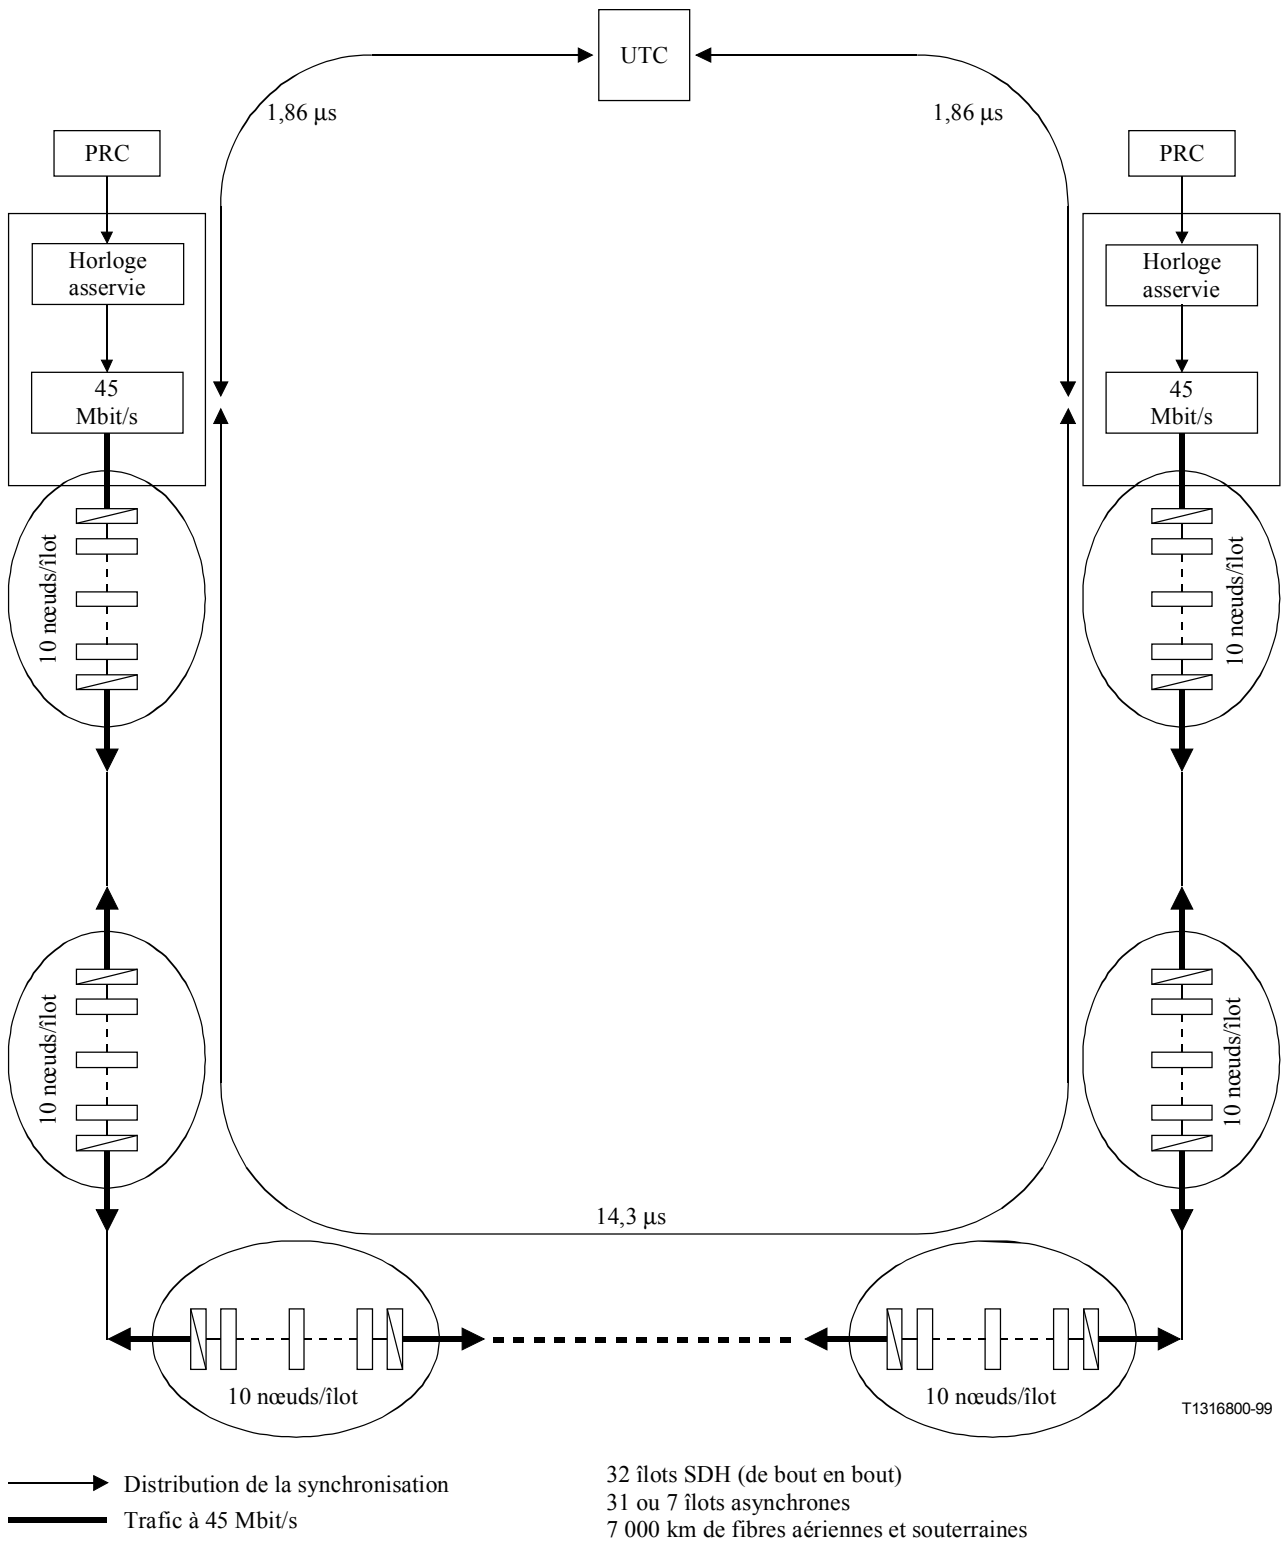 UTC
1,86 µs
1,86 µs
PRC
PRC
Horloge
asservie
Horloge
asservie
45
Mbit/s
45
Mbit/s
10 nœuds/îlot
10 nœuds/îlot
10 nœuds/îlot
10 nœuds/îlot
14,3 µs
10 nœuds/îlot
10 nœuds/îlot
T1316800-99
Distribution de la synchronisation
Trafic à 45 Mbit/s
32 îlots SDH (de bout en bout)
31 ou 7 îlots asynchrones
7 000 km de fibres aériennes et souterraines